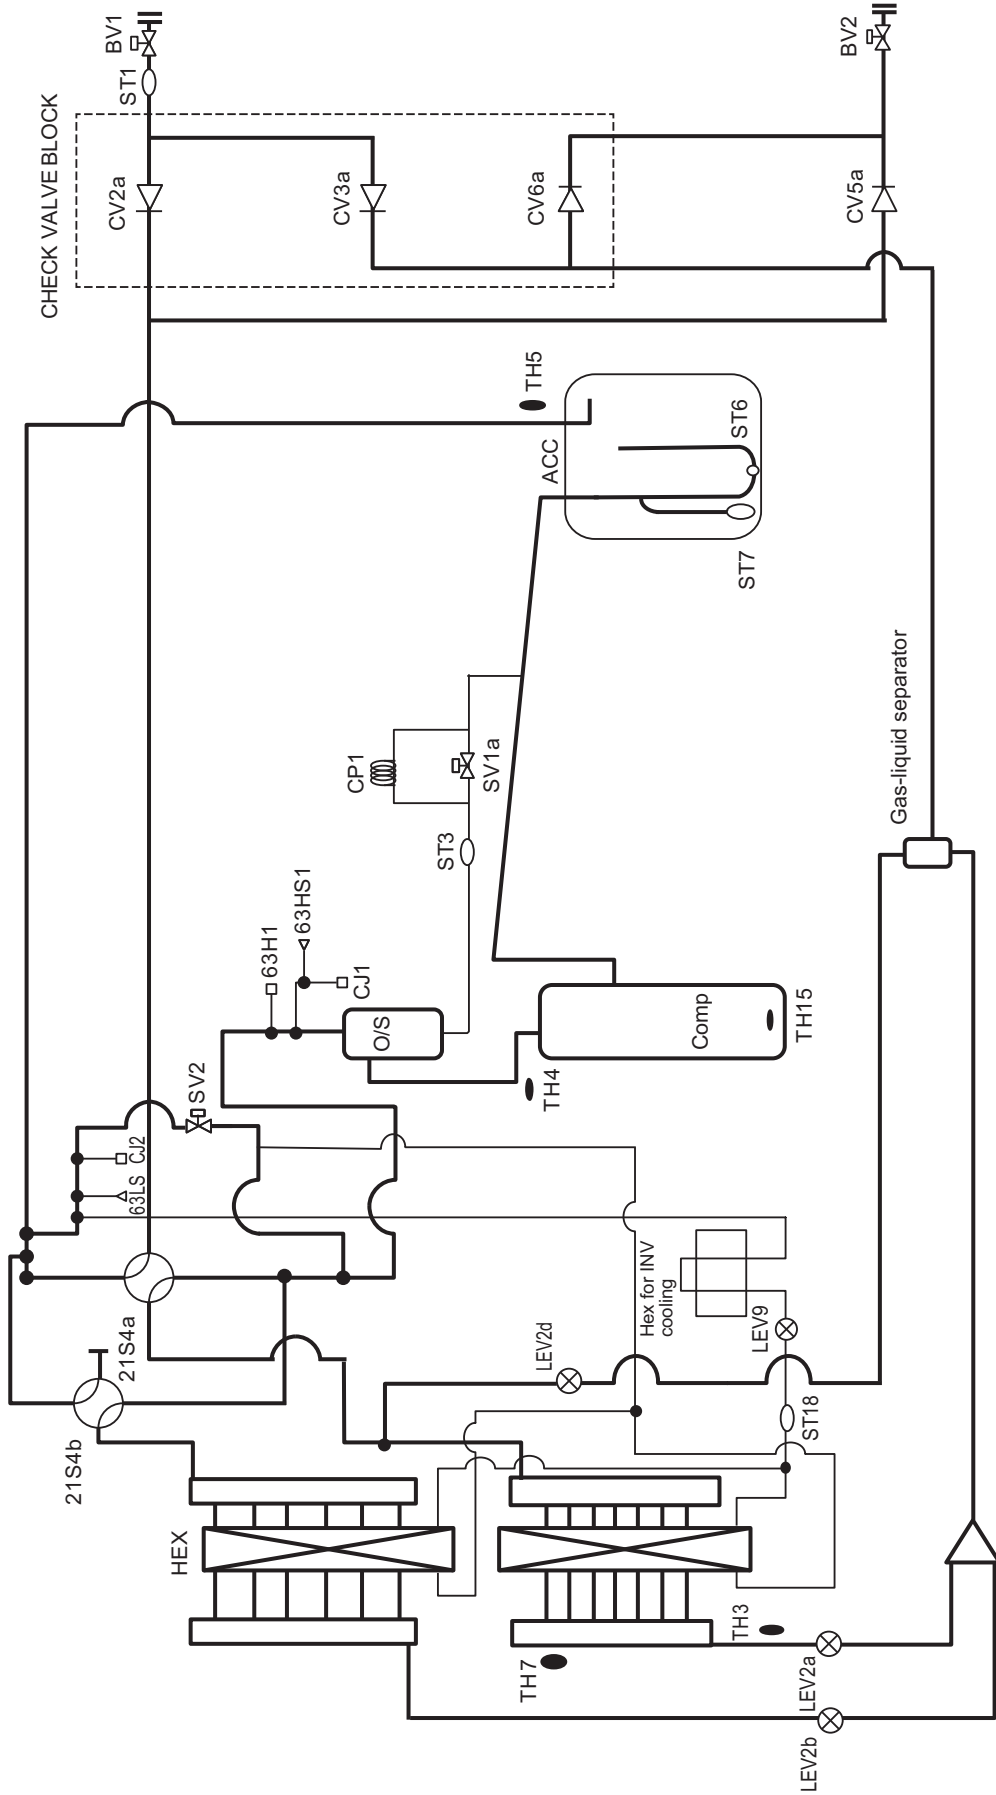 BV1
ST1
BV2
CHECK VALVE BLOCK
CV2a
CV3a
CV6a
CV5a
TH5
ACC
ST6
ST7
CP1
SV1a
ST3
Gas-liquid separator
63H1
63HS1
CJ1
O/S
Comp
TH15
TH4
SV2
CJ2
63LS
21S4a
21S4b
Hex for INV
cooling
LEV2d
LEV9
ST18
HEX
TH7
TH3
LEV2a
LEV2b